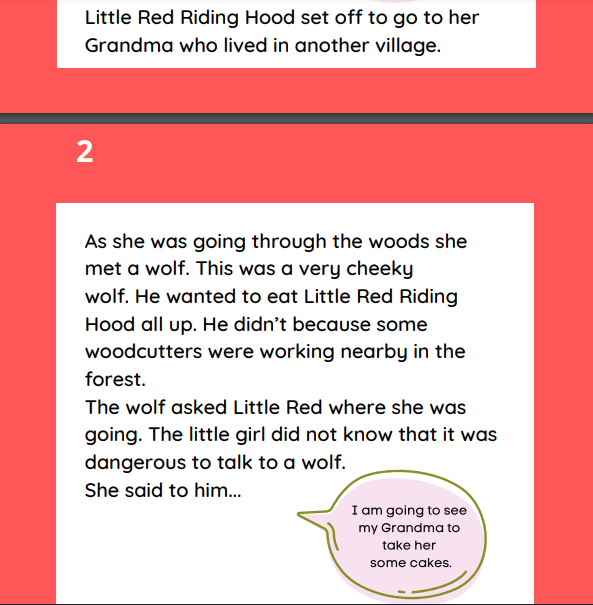 Little Red Riding Hood set off to go to her
Grandma who lived in another village.
2
As she was going through the woods she
met a wolf. This was a very cheeky
wolf. He wanted to eat Little Red Riding
Hood all up. He didn’t because some
woodcutters were working nearby in the
forest.
The wolf asked Little Red where she was
going. The little girl did not know that it was
dangerous to talk to a wolf.
She said to him...
I am going to see
my Grandma to
take her
some cakes.